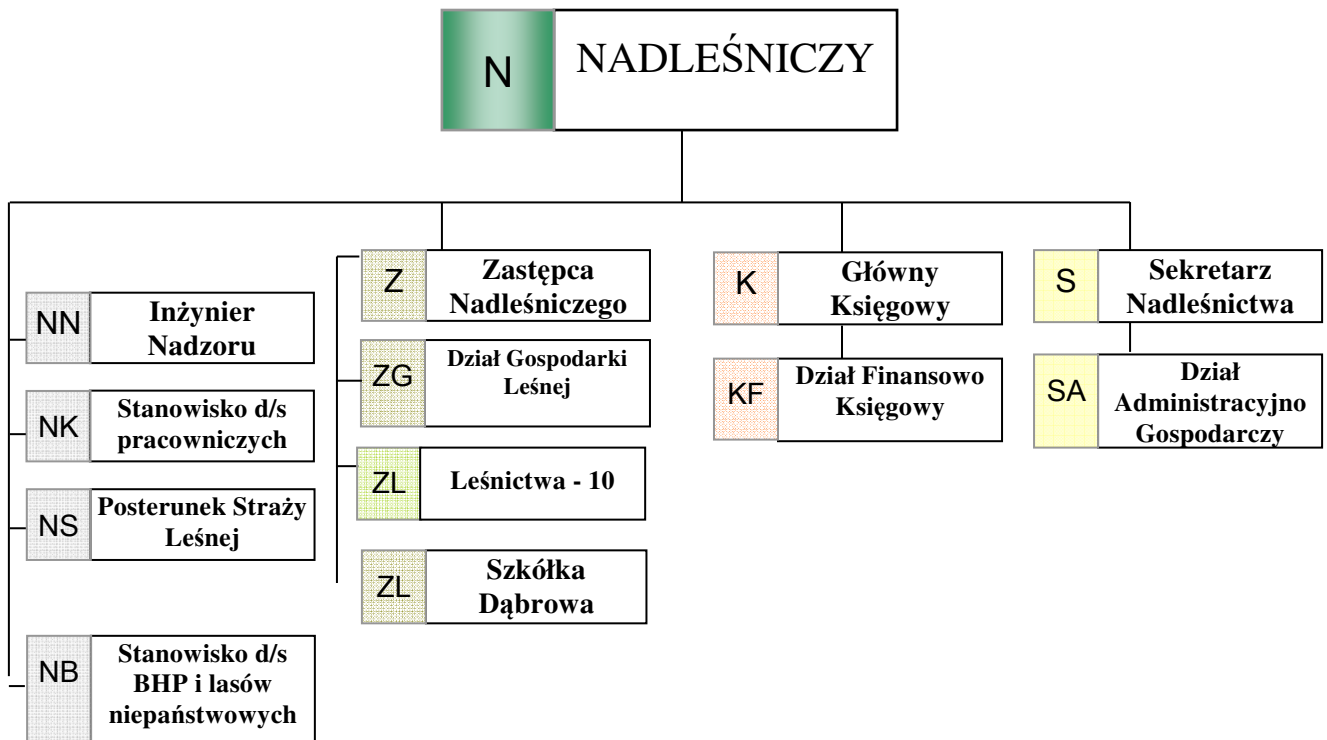 N
NADLEŚNICZY
NN
Inżynier
Nadzoru
NK
Stanowisko d/s
pracowniczych
NS
Posterunek Straży
Leśnej
NB
Stanowisko d/s
BHP i lasów
niepaństwowych
Z
Zastępca
Nadleśniczego
ZG
Dział Gospodarki
Leśnej
ZL
Leśnictwa - 10
ZL
Szkółka
Dąbrowa
K
Główny
Księgowy
KF
Dział Finansowo
Księgowy
S
Sekretarz
Nadleśnictwa
SA
Dział
Administracyjno
Gospodarczy